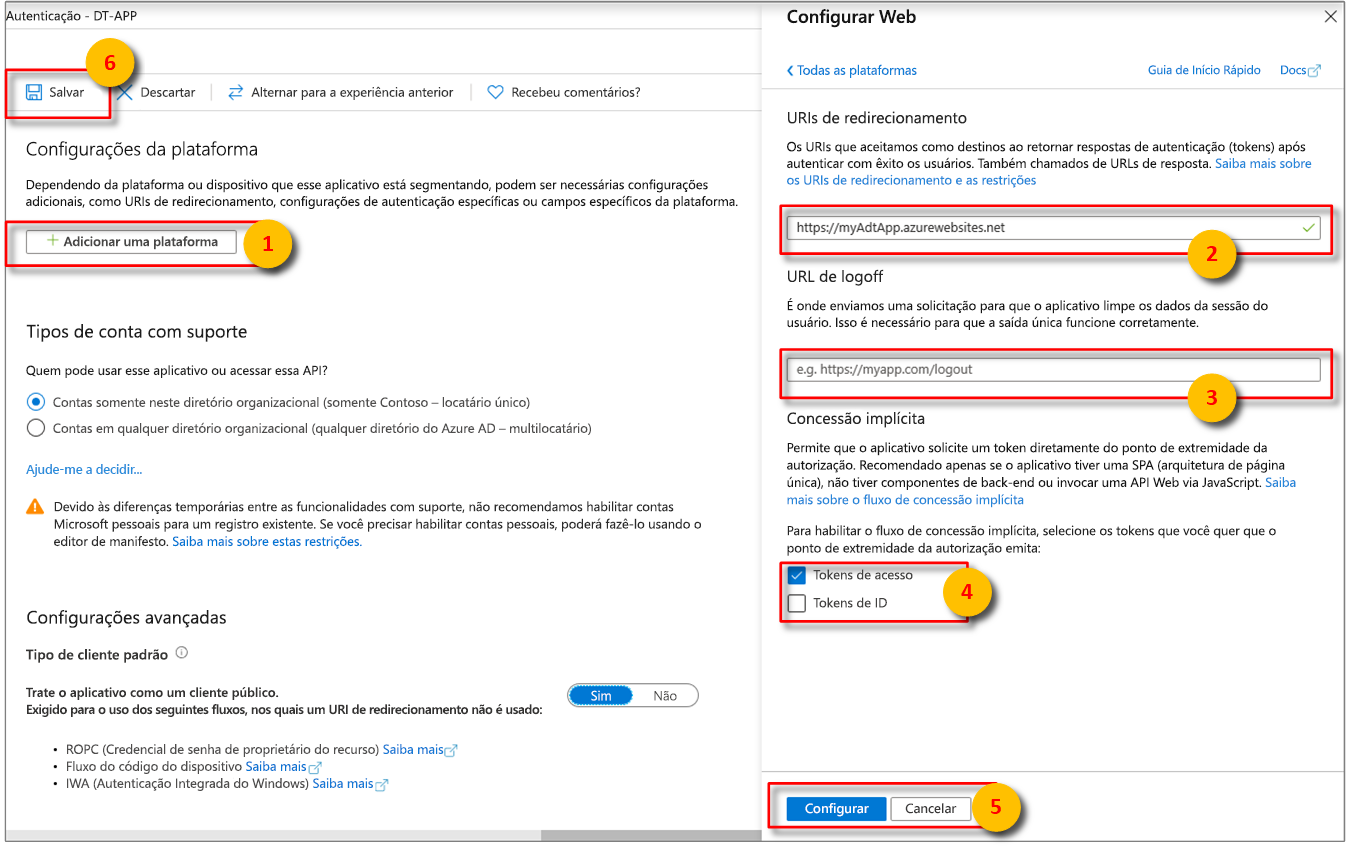 Autenticação - DT-APP
6
Salvar
Descartar
Alternar para a experiência anterior
Recebeu comentários?
Configurações da plataforma
Dependendo da plataforma ou dispositivo que esse aplicativo está segmentando, podem ser necessárias configurações
adicionais, como URIs de redirecionamento, configurações de autenticação específicas ou campos específicos da plataforma.
+ Adicionar uma plataforma
1
Tipos de conta com suporte
Quem pode usar esse aplicativo ou acessar essa API?
Contas somente neste diretório organizacional (somente Contoso – locatário único)
Contas em qualquer diretório organizacional (qualquer diretório do Azure AD – multilocatário)
Ajude-me a decidir...
Devido às diferenças temporárias entre as funcionalidades com suporte, não recomendamos habilitar contas
Microsoft pessoais para um registro existente. Se você precisar habilitar contas pessoais, poderá fazê-lo usando o
editor de manifesto. Saiba mais sobre estas restrições.
Configurações avançadas
Tipo de cliente padrão
Trate o aplicativo como um cliente público.
Exigido para o uso dos seguintes fluxos, nos quais um URI de redirecionamento não é usado:
Sim
Não
• ROPC (Credencial de senha de proprietário do recurso) Saiba mais
• Fluxo do código do dispositivo Saiba mais
• IWA (Autenticação Integrada do Windows) Saiba mais
Configurar Web
Todas as plataformas
Guia de Início Rápido
Docs
URIs de redirecionamento
Os URIs que aceitamos como destinos ao retornar respostas de autenticação (tokens) após
autenticar com êxito os usuários. Também chamados de URLs de resposta. Saiba mais sobre
os URIs de redirecionamento e as restrições
https://myAdtApp.azurewebsites.net
2
URL de logoff
É onde enviamos uma solicitação para que o aplicativo limpe os dados da sessão do
usuário. Isso é necessário para que a saída única funcione corretamente.
e.g. https://myapp.com/logout
3
Concessão implícita
Permite que o aplicativo solicite um token diretamente do ponto de extremidade da
autorização. Recomendado apenas se o aplicativo tiver uma SPA (arquitetura de página
única), não tiver componentes de back-end ou invocar uma API Web via JavaScript. Saiba
mais sobre o fluxo de concessão implícita
Para habilitar o fluxo de concessão implícita, selecione os tokens que você quer que o
ponto de extremidade da autorização emita:
Tokens de acesso
Tokens de ID
4
Configurar
Cancelar
5